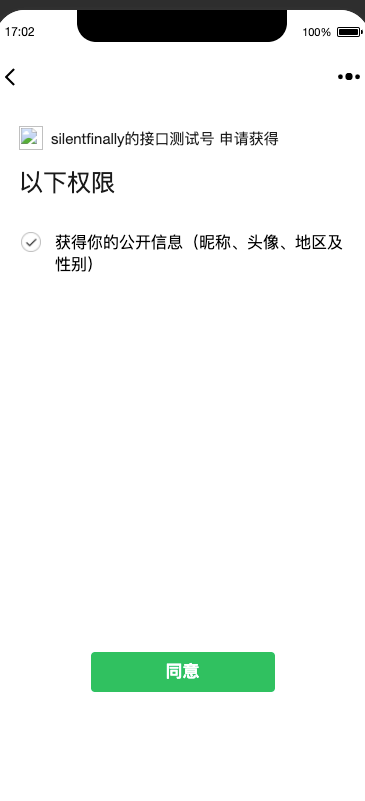 17:02
100%
silentfinally的接口测试号 申请获得
以下权限
获得你的公开信息（昵称、头像、地区及
性别）
同意